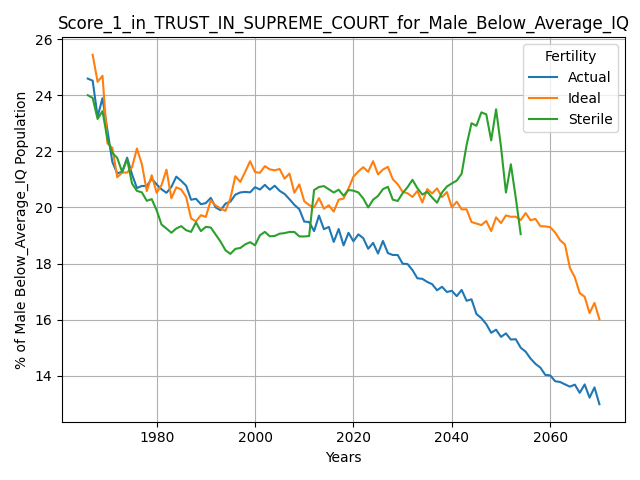 Score_1_in_TRUST_IN_SUPREME_COURT_for_Male_Below_Average_IQ
% of Male Below_Average_IQ Population
26
24
22
20
18
16
14
Fertility
Actual
Ideal
Sterile
1980 2000 2020 2040 2060
Years